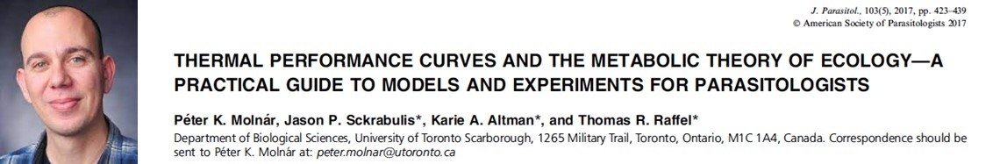 J. Parasitol., 103(5), 2017, pp. 423–439
© American Society of Parasitologists 2017
THERMAL PERFORMANCE CURVES AND THE METABOLIC THEORY OF ECOLOGY—A
PRACTICAL GUIDE TO MODELS AND EXPERIMENTS FOR PARASITOLOGISTS
Péter K. Molnár, Jason P. Sckrabulis*, Karie A. Altman*, and Thomas R. Raffel*
Department of Biological Sciences, University of Toronto Scarborough, 1265 Military Trail, Toronto, Ontario, M1C 1A4, Canada. Correspondence should be
sent to Péter K. Molnár at: peter.molnar@utoronto.ca